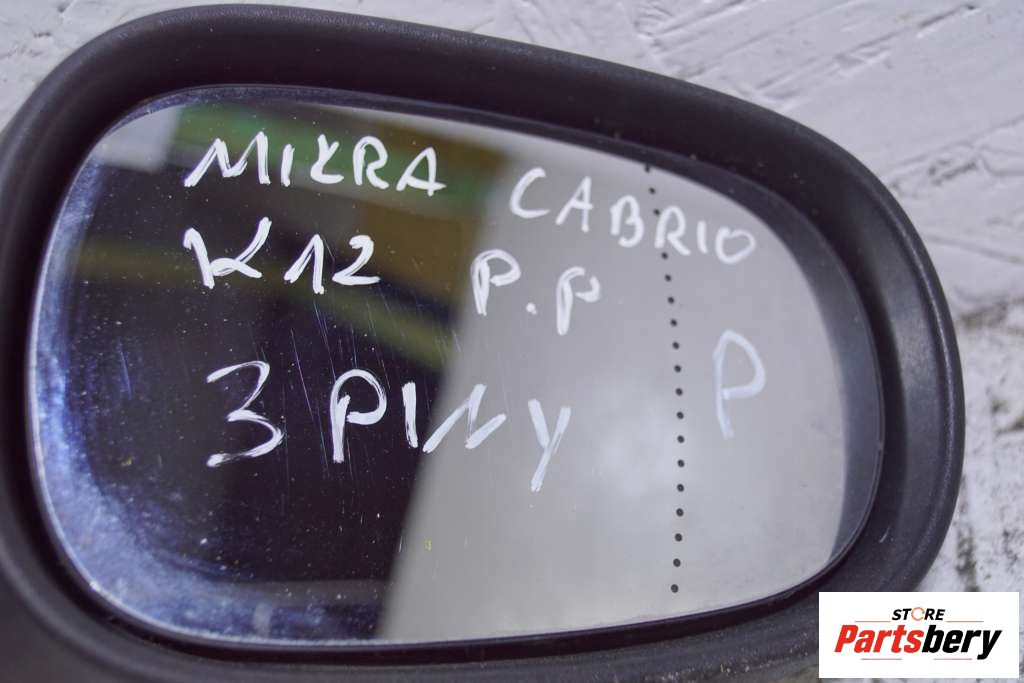 MIKRA CABRIO
K12 P.P
3 PINY P
STORE
Partsbery